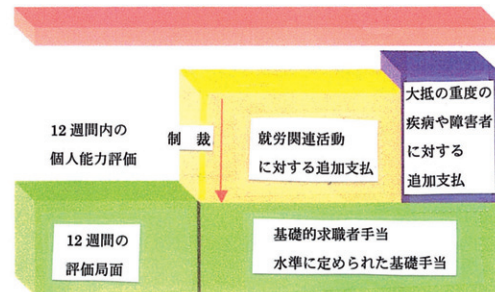 12週間内の
個人能力評価
制 裁
就労関連活動
に対する追加支払
大抵の重度の
疾病や障害者
に対する
追加支払
12週間の
評価局面
基礎的求職者手当
水準に定められた基礎手当